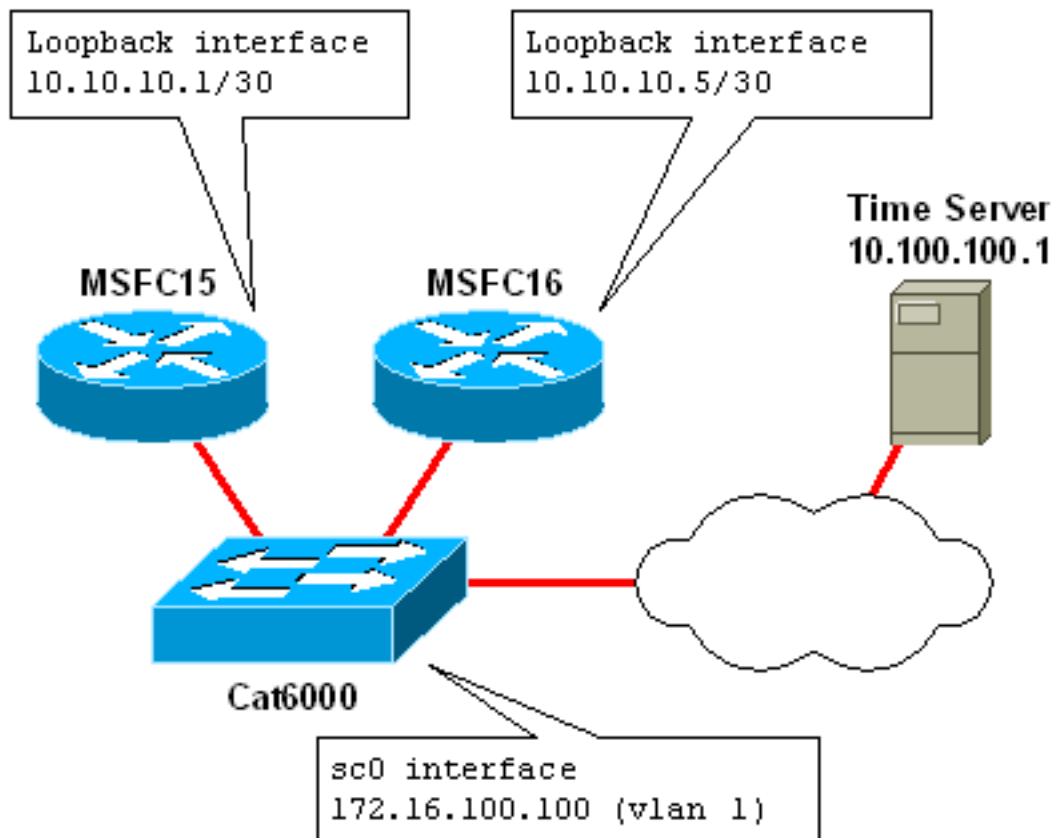 Loopback interface
10.10.10.1/30
Loopback interface
10.10.10.5/30
Time Server
10.100.100.1
MSFC15
MSFC16
Cat6000
sc0 interface
172.16.100.100 (vlan 1)